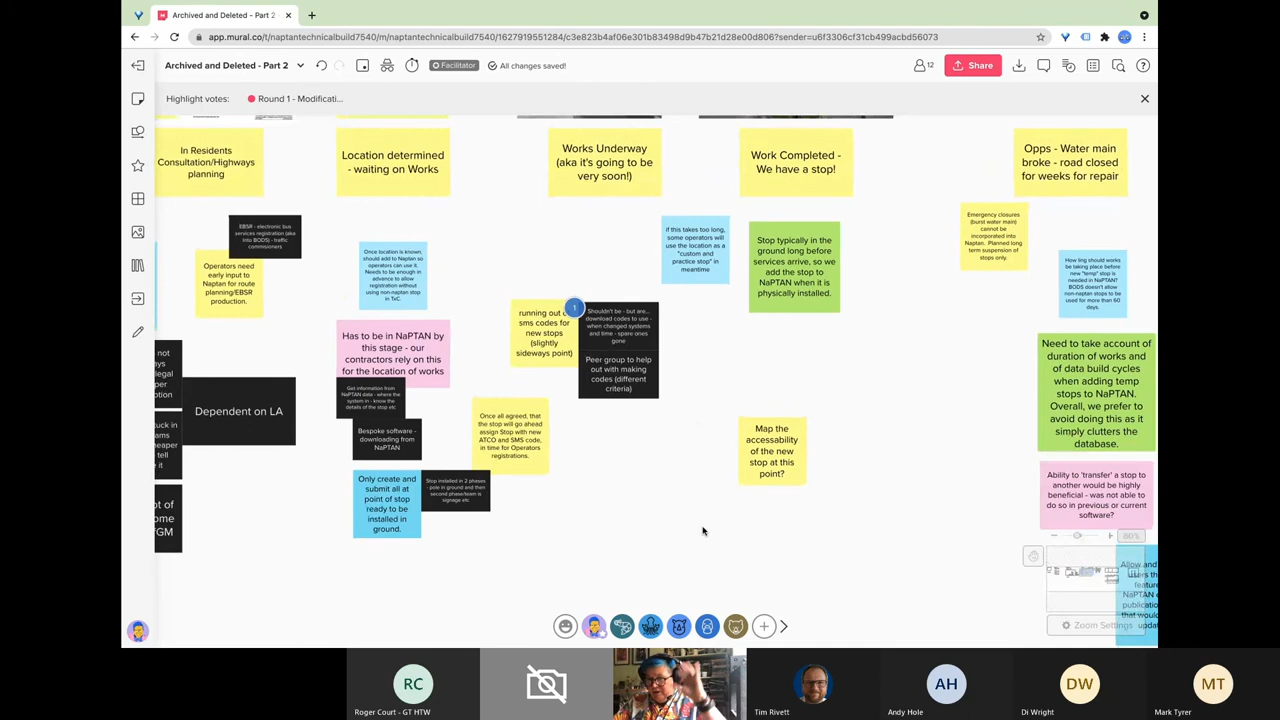 Archived and Deleted - Part 2 -
app.mural.co/t/naptantechnicalbuild7540/m/naptantechnicalbuild7540/1627919551284/c3e823b4af06e301b83498d9b47b21d28e00d806?sender=u6f3306cf31cb499acbd56073
Archived and Deleted - Part 2
Facilitator
All changes saved!
12
Share
Highlight votes:
Round 1 - Modificati...
In Residents
Consultation/Highways
planning
Location determined
- waiting on Works
Works Underway
(aka it's going to be
very soon!)
Work Completed -
We have a stop!
Opps - Water main
broke - road closed
for weeks for repair
EBSR - electronic bus
services registration (aka
Into BODS) - traffic
commissioners
Operators need
early input to
Naptan for route
planning/EBSR
production.
Once location is known
should add to Naptan so
operators can use it.
Needs to be enough in
advance to allow
registration without
using non-naptan stop
in TxC.
if this takes too long,
some operators will
use the location as a
"custom and
practice stop" in
meantime
Stop typically in the
ground long before
services arrive, so we
add the stop to
NaPTAN when it is
physically installed.
Emergency closures
(burst water main)
cannot be
incorporated into
Naptan. Planned long
term suspension of
stops only.
How ling should works
be taking place before
new "temp" stop is
needed in NaPTAN?
BODS doesn't allow
non-naptan stops to be
used for more than 60
days.
Has to be in NaPTAN by
this stage - our
contractors rely on this
for the location of works
Get information from
NaPTAN data - where the
system in - know the
details of the stop etc
Bespoke software -
downloading from
NaPTAN
running out
sms codes for
new stops
(slightly
sideways point)
1
Shouldn't be - but are...
download codes to use -
when changed systems
and time - spare ones
gone
Peer group to help
out with making
codes (different
criteria)
Need to take account of
duration of works and
of data build cycles
when adding temp
stops to NaPTAN.
Overall, we prefer to
avoid doing this as it
simply clutters the
database.
not
Dependent on LA
tell
it
Once all agreed, that
the stop will go ahead
assign Stop with new
ATCO and SMS code,
in time for Operators
registrations.
Map the
accessability
of the new
stop at this
point?
Only create and
submit all at
point of stop
ready to be
installed in
ground.
Stop installed in 2 phases
- pole in ground and then
second phase/team is
signage etc
Ability to 'transfer' a stop to
another would be highly
beneficial - was not able to
do so in previous or current
software?
80%
Allow and
users
NaPTAN
publicatio
that would
Zoom Settings
RC
AH
DW
MT
Roger Court - GT HTW
Tim Rivett
Andy Hole
Di Wright
Mark Tyrer